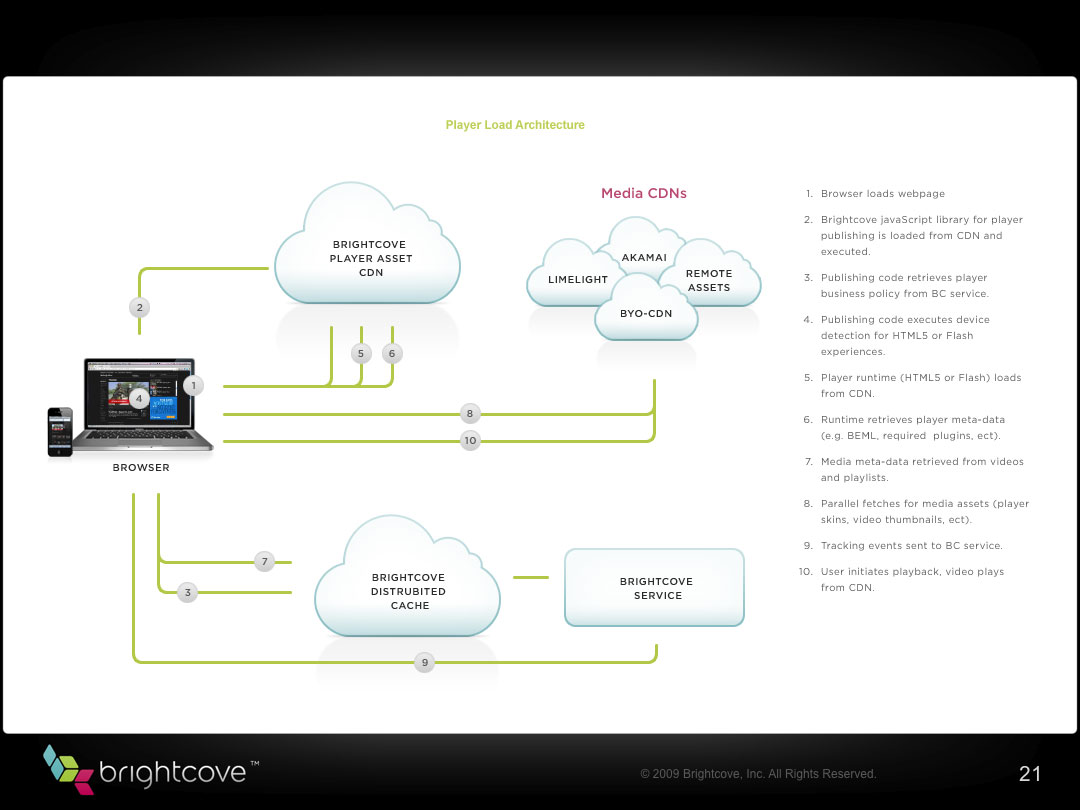 Player Load Architecture
BRIGHTCOVE
PLAYER ASSET
CDN
Media CDNs
AKAMAI
LIMELIGHT
REMOTE
ASSETS
BYO-CDN
2
5
6
1
4
8
10
BROWSER
7
3
BRIGHTCOVE
DISTRUBITED
CACHE
BRIGHTCOVE
SERVICE
9
1. Browser loads webpage
2. Brightcove javaScript library for player
publishing is loaded from CDN and
executed.
3. Publishing code retrieves player
business policy from BC service.
4. Publishing code executes device
detection for HTML5 or Flash
experiences.
5. Player runtime (HTML5 or Flash) loads
from CDN.
6. Runtime retrieves player meta-data
(e.g. BEML, required plugins, ect).
7. Media meta-data retrieved from videos
and playlists.
8. Parallel fetches for media assets (player
skins, video thumbnails, ect).
9. Tracking events sent to BC service.
10. User initiates playback, video plays
from CDN.
brightcove™
© 2009 Brightcove, Inc. All Rights Reserved.
21